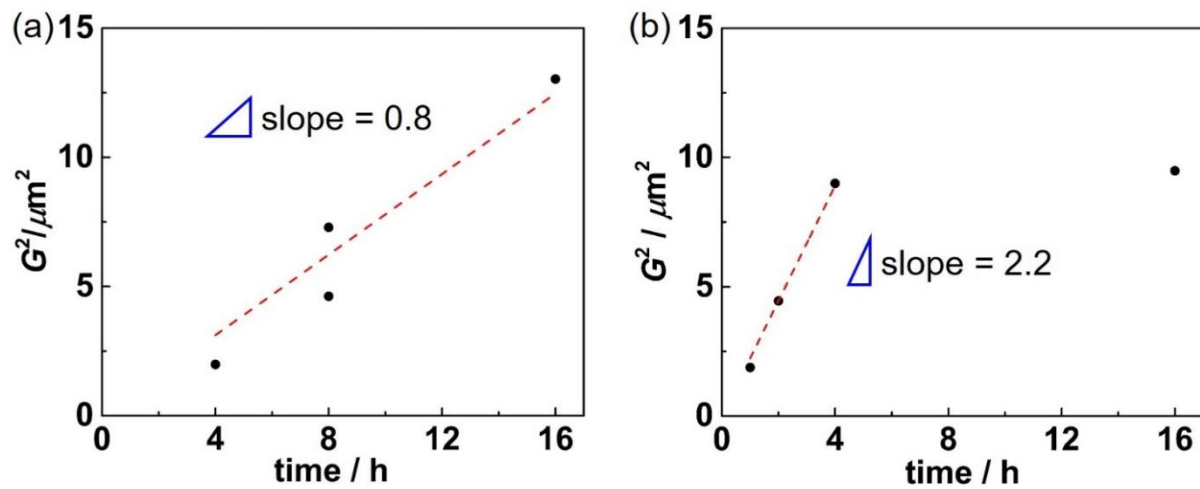 (a)
15
10
5
0
G²/μm²
slope = 0.8
0 4 8 12 16
time / h
(b)
15
10
5
0
G² / μm²
slope = 2.2
0 4 8 12 16
time / h